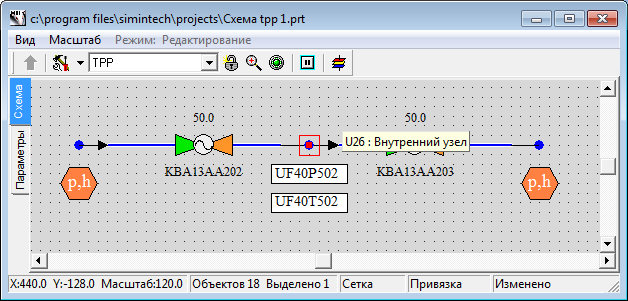 c:\program files\simintech\projects\Схема tpp 1.prt
Вид Масштаб Режим: Редактирование
TPP
Схема
Параметры
50.0 50.0
U26 : Внутренний узел
KBA13AA202 KBA13AA203
p,h p,h
UF40P502
UF40T502
X:440.0 Y:-128.0 Масштаб:120.0 Объектов 18 Выделено 1 Сетка Привязка Изменено